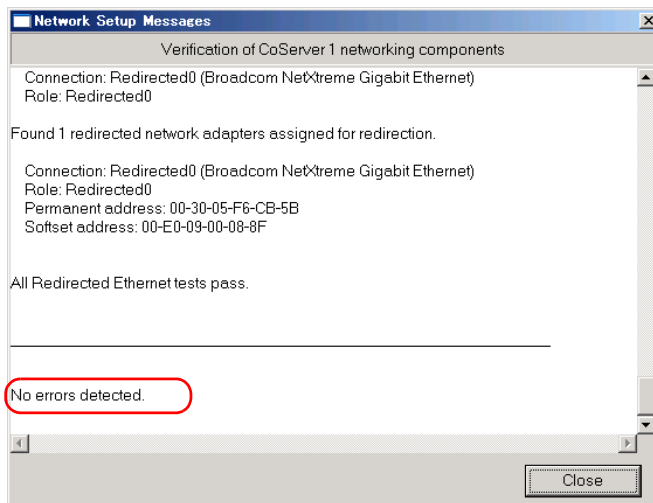 Network Setup Messages
Verification of CoServer 1 networking components
Connection: Redirected0 (Broadcom NetXtreme Gigabit Ethernet)
Role: Redirected0
Found 1 redirected network adapters assigned for redirection.
Connection: Redirected0 (Broadcom NetXtreme Gigabit Ethernet)
Role: Redirected0
Permanent address: 00-30-05-F6-CB-5B
Softset address: 00-E0-09-00-08-8F
All Redirected Ethernet tests pass.
No errors detected.
Close